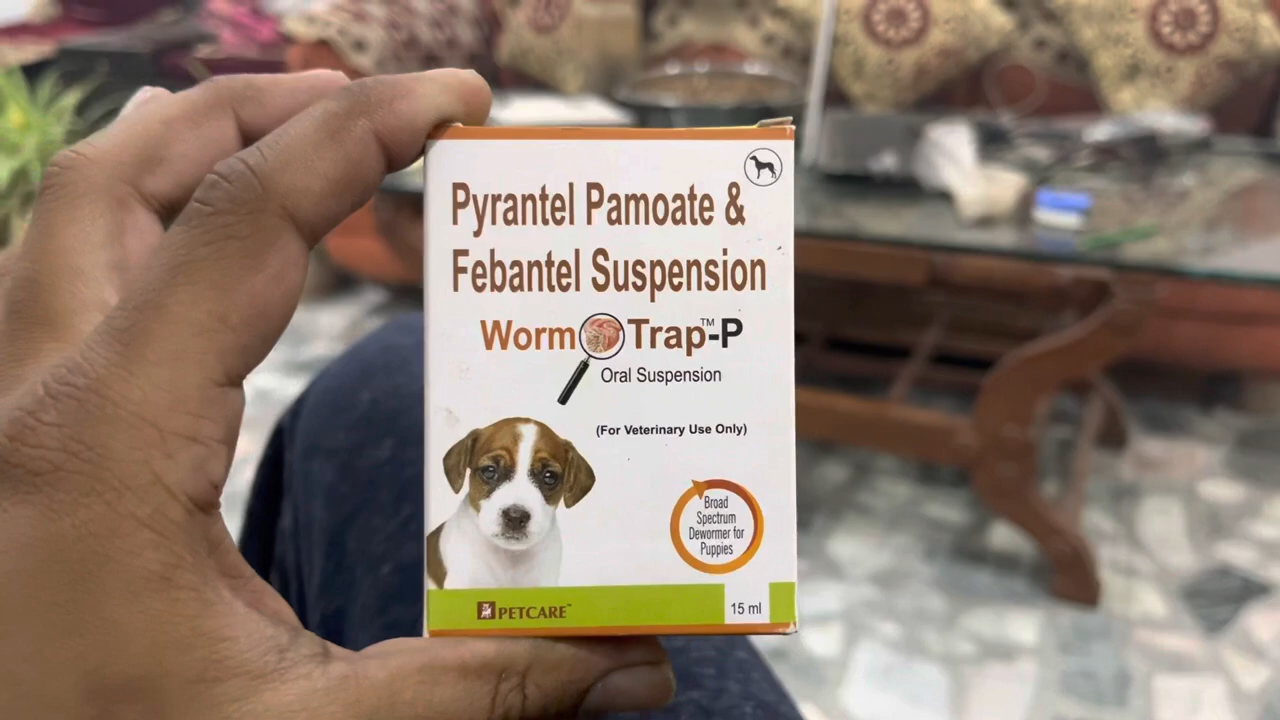 Pyrantel Pamoate &
Febantel Suspension
Worm Trap™-P
Oral Suspension
(For Veterinary Use Only)
Broad
Spectrum
Dewormer for
Puppies
PETCARE™
15 ml